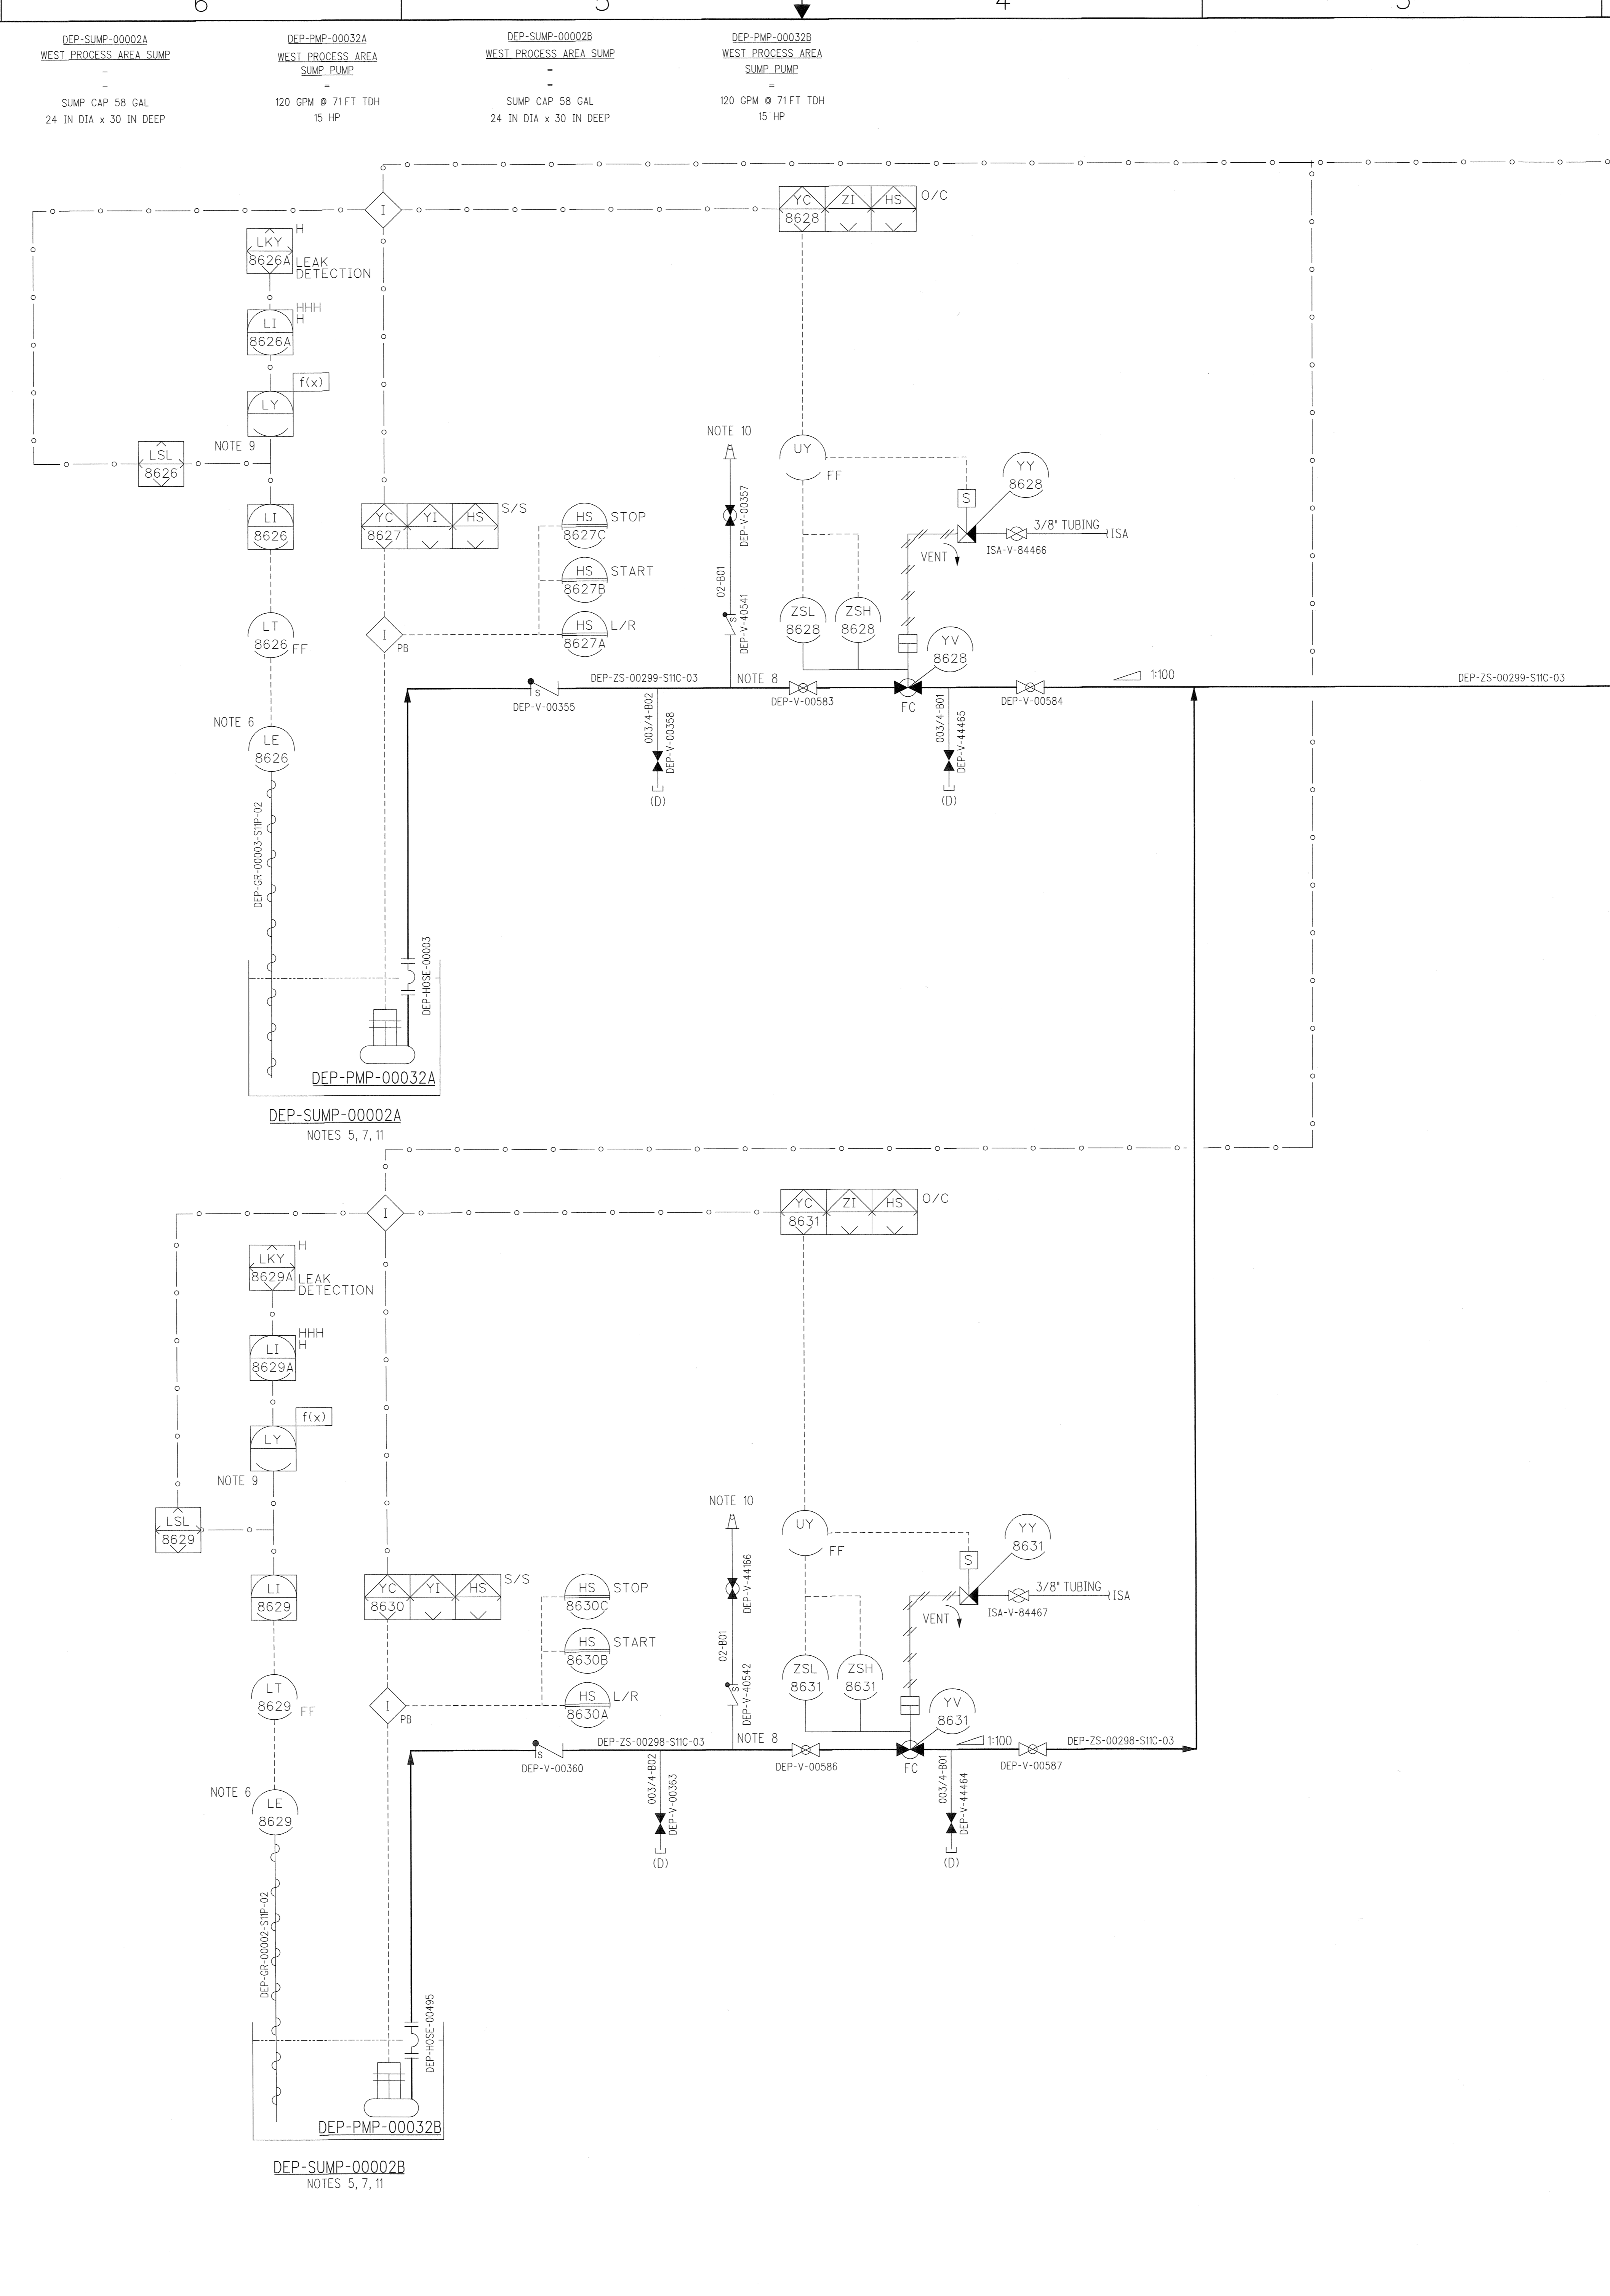 6
5
4
DEP-SUMP-00002A
WEST PROCESS AREA SUMP
-
-
SUMP CAP 58 GAL
24 IN DIA x 30 IN DEEP
DEP-PMP-00032A
WEST PROCESS AREA
SUMP PUMP
=
120 GPM @ 71 FT TDH
15 HP
DEP-SUMP-00002B
WEST PROCESS AREA SUMP
=
=
SUMP CAP 58 GAL
24 IN DIA x 30 IN DEEP
DEP-PMP-00032B
WEST PROCESS AREA
SUMP PUMP
=
120 GPM @ 71 FT TDH
15 HP
I
YC
8628
ZI
HS
O/C
H
LKY
8626A
LEAK
DETECTION
HHH
H
LI
8626A
f(x)
LY
NOTE 9
LSL
8626
LI
8626
YC
8627
YI
HS
S/S
HS
8627C
STOP
HS
8627B
START
HS
8627A
L/R
I
PB
LT
8626
FF
NOTE 6
LE
8626
DEP-GR-00003-S11P-02
NOTE 10
DEP-V-00357
02-B01
S
DEP-V-40541
UY
FF
YY
8628
S
3/8" TUBING
ISA
ISA-V-84466
VENT
ZSL
8628
ZSH
8628
YV
8628
S
DEP-V-00355
DEP-ZS-00299-S11C-03
NOTE 8
DEP-V-00583
FC
DEP-V-00584
1:100
DEP-ZS-00299-S11C-03
003/4-B02
DEP-V-00358
(D)
003/4-B01
DEP-V-44465
(D)
DEP-HOSE-00003
DEP-PMP-00032A
DEP-SUMP-00002A
NOTES 5, 7, 11
I
YC
8631
ZI
HS
O/C
H
LKY
8629A
LEAK
DETECTION
HHH
H
LI
8629A
f(x)
LY
NOTE 9
LSL
8629
LI
8629
YC
8630
YI
HS
S/S
HS
8630C
STOP
HS
8630B
START
HS
8630A
L/R
I
PB
LT
8629
FF
NOTE 6
LE
8629
DEP-GR-00002-S11P-02
NOTE 10
DEP-V-44166
02-B01
S
DEP-V-40542
UY
FF
YY
8631
S
3/8" TUBING
ISA
ISA-V-84467
VENT
ZSL
8631
ZSH
8631
YV
8631
S
DEP-V-00360
DEP-ZS-00298-S11C-03
NOTE 8
DEP-V-00586
FC
1:100
DEP-V-00587
DEP-ZS-00298-S11C-03
003/4-B02
DEP-V-00363
(D)
003/4-B01
DEP-V-44464
(D)
DEP-HOSE-00495
DEP-PMP-00032B
DEP-SUMP-00002B
NOTES 5, 7, 11